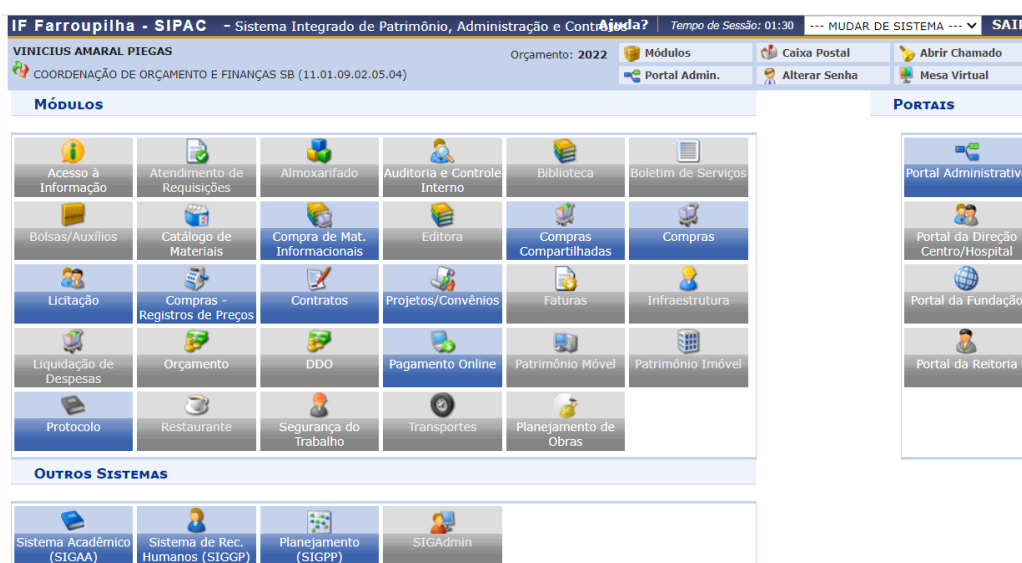 IF Farroupilha - SIPAC - Sistema Integrado de Patrimônio, Administração e Contratos
Ajuda? Tempo de Sessão: 01:30 --- MUDAR DE SISTEMA --- SAIR
VINICIUS AMARAL PIEGAS
Orçamento: 2022 Módulos Caixa Postal Abrir Chamado
COORDENAÇÃO DE ORÇAMENTO E FINANÇAS SB (11.01.09.02.05.04)
Portal Admin. Alterar Senha Mesa Virtual
MÓDULOS
PORTAIS
Acesso à Informação
Atendimento de Requisições
Almoxarifado
Auditoria e Controle Interno
Biblioteca
Boletim de Serviços
Portal Administrativo
Bolsas/Auxílios
Catálogo de Materiais
Compra de Mat. Informacionais
Editora
Compras Compartilhadas
Compras
Portal da Direção Centro/Hospital
Licitação
Compras - Registros de Preços
Contratos
Projetos/Convênios
Faturas
Infraestrutura
Portal da Fundação
Liquidação de Despesas
Orçamento
DDO
Pagamento Online
Patrimônio Móvel
Patrimônio Imóvel
Portal da Reitoria
Protocolo
Restaurante
Segurança do Trabalho
Transportes
Planejamento de Obras
OUTROS SISTEMAS
Sistema Acadêmico (SIGAA)
Sistema de Rec. Humanos (SIGGP)
Planejamento (SIGPP)
SIGAdmin